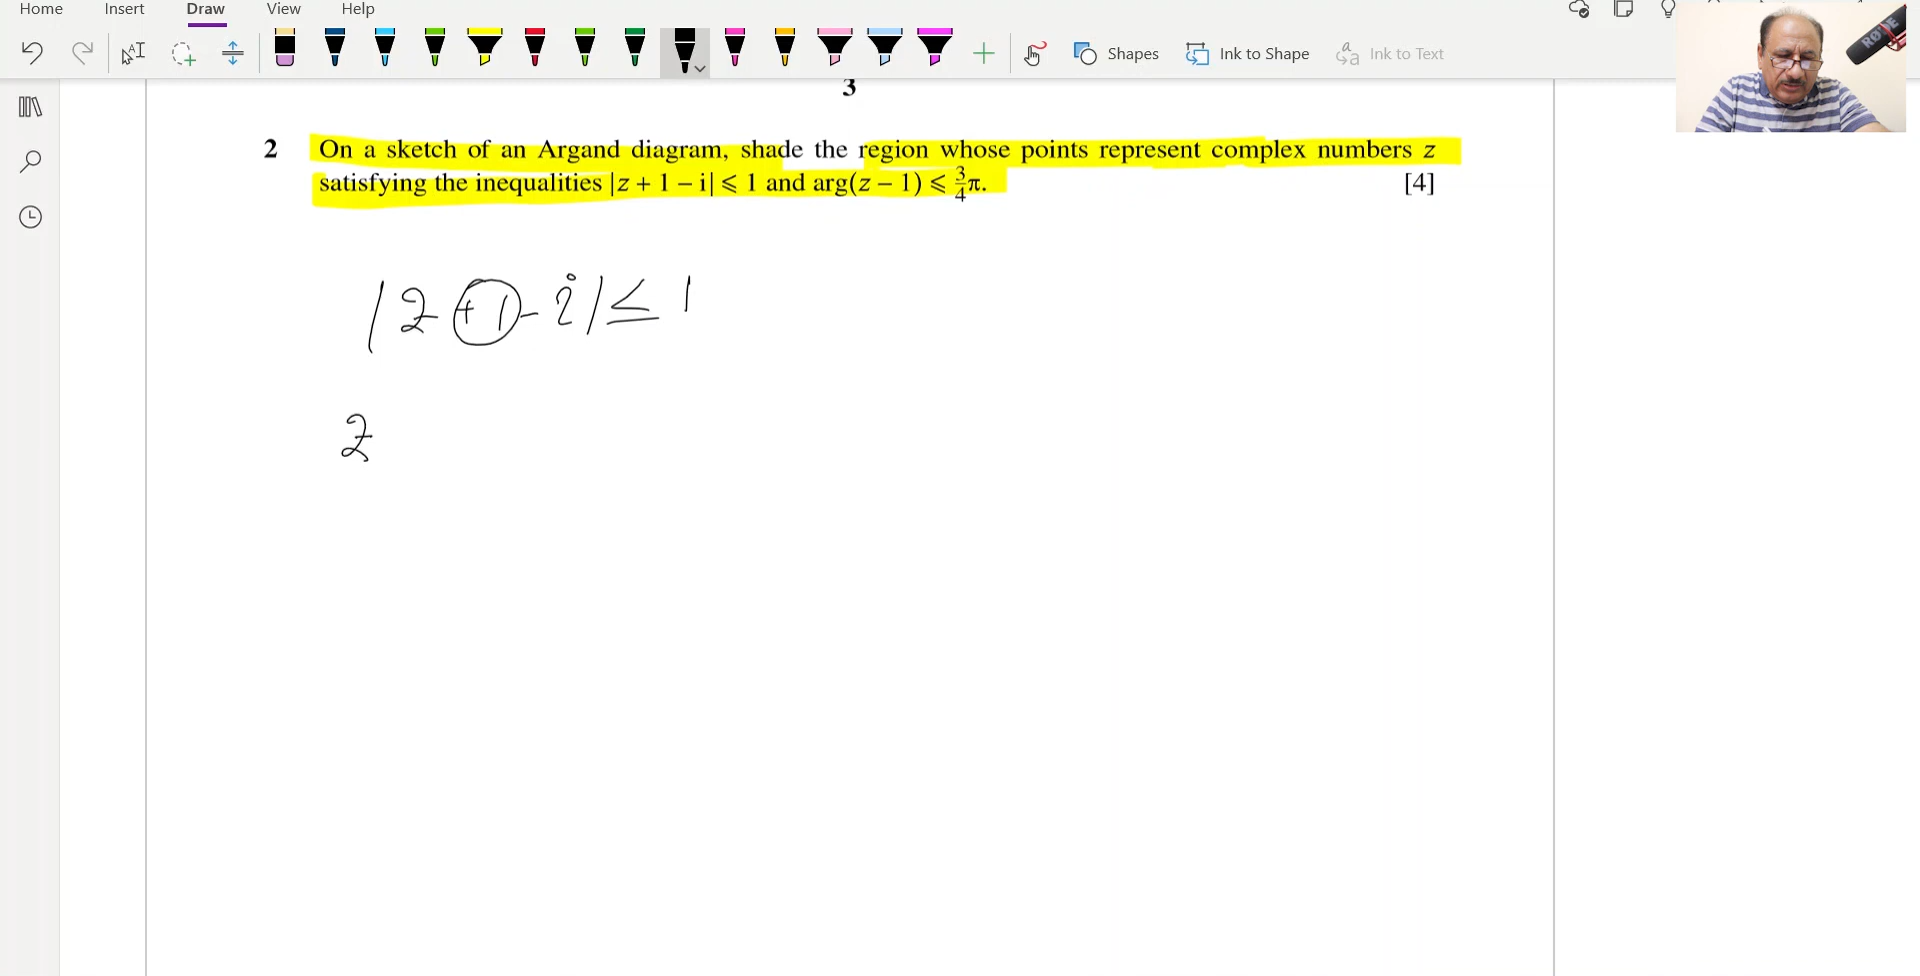 Home Insert Draw View Help
Shapes Ink to Shape Ink to Text
3
2 On a sketch of an Argand diagram, shade the region whose points represent complex numbers z
satisfying the inequalities |z + 1 − i| ⩽ 1 and arg(z − 1) ⩽ 3/4π. [4]
|z + 1 - i| ≤ 1
z
RØDE